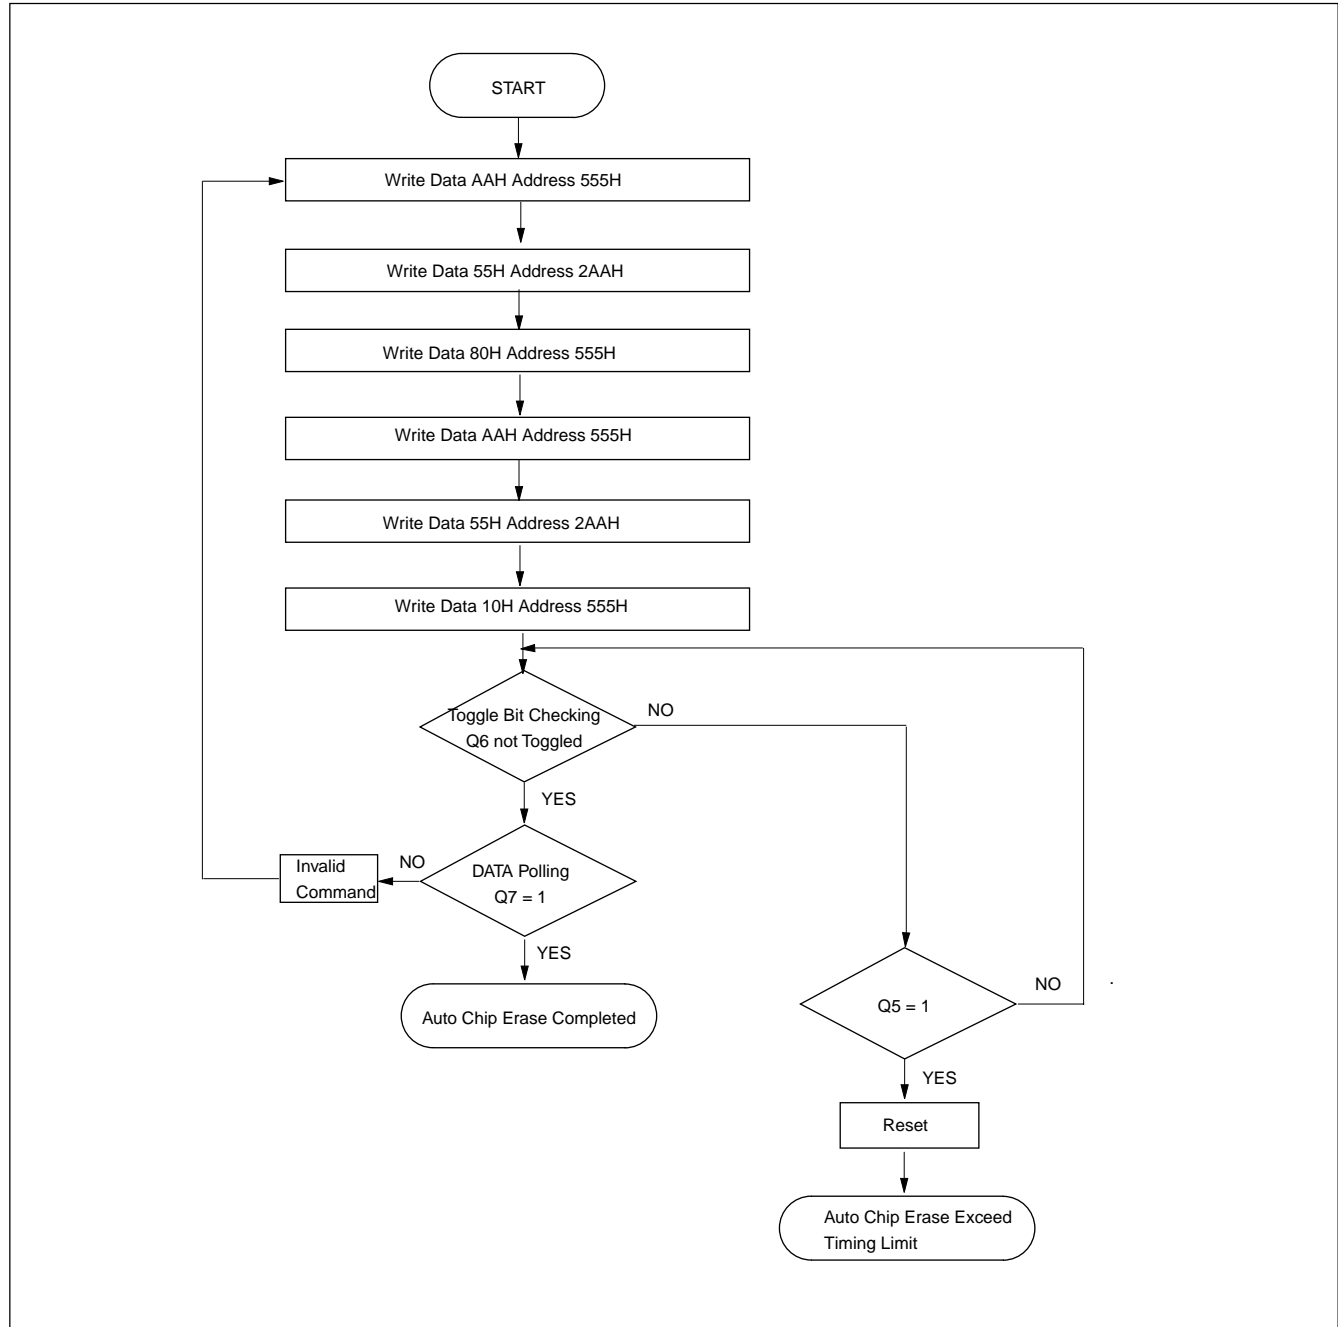 START
Write Data AAH Address 555H
Write Data 55H Address 2AAH
Write Data 80H Address 555H
Write Data AAH Address 555H
Write Data 55H Address 2AAH
Write Data 10H Address 555H
Toggle Bit Checking
Q6 not Toggled
NO
YES
Invalid
Command
NO
DATA Polling
Q7 = 1
YES
Auto Chip Erase Completed
Q5 = 1
NO
.
YES
Reset
Auto Chip Erase Exceed
Timing Limit